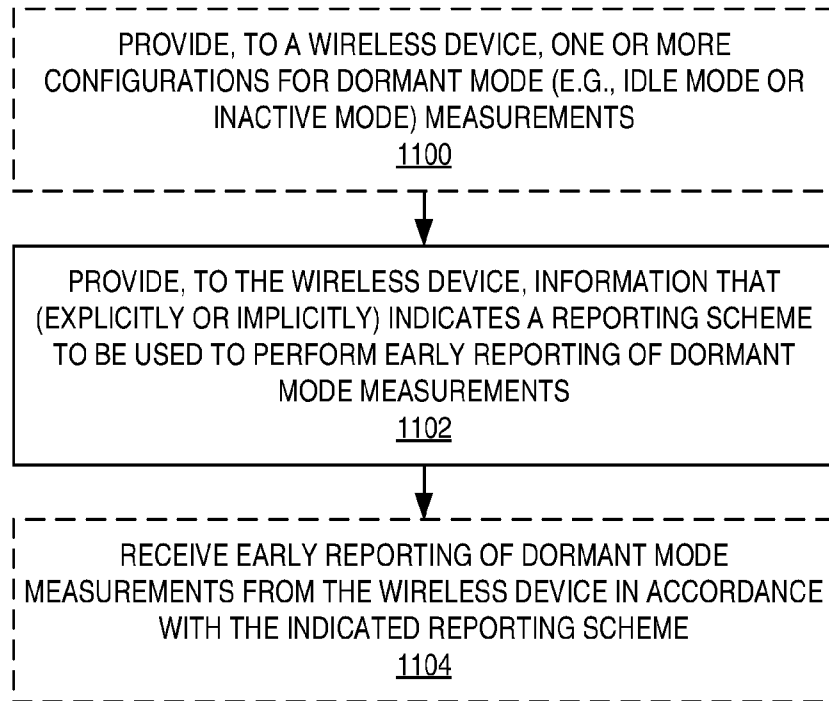 PROVIDE, TO A WIRELESS DEVICE, ONE OR MORE
CONFIGURATIONS FOR DORMANT MODE (E.G., IDLE MODE OR
INACTIVE MODE) MEASUREMENTS
1100
PROVIDE, TO THE WIRELESS DEVICE, INFORMATION THAT
(EXPLICITLY OR IMPLICITLY) INDICATES A REPORTING SCHEME
TO BE USED TO PERFORM EARLY REPORTING OF DORMANT
MODE MEASUREMENTS
1102
RECEIVE EARLY REPORTING OF DORMANT MODE
MEASUREMENTS FROM THE WIRELESS DEVICE IN ACCORDANCE
WITH THE INDICATED REPORTING SCHEME
1104